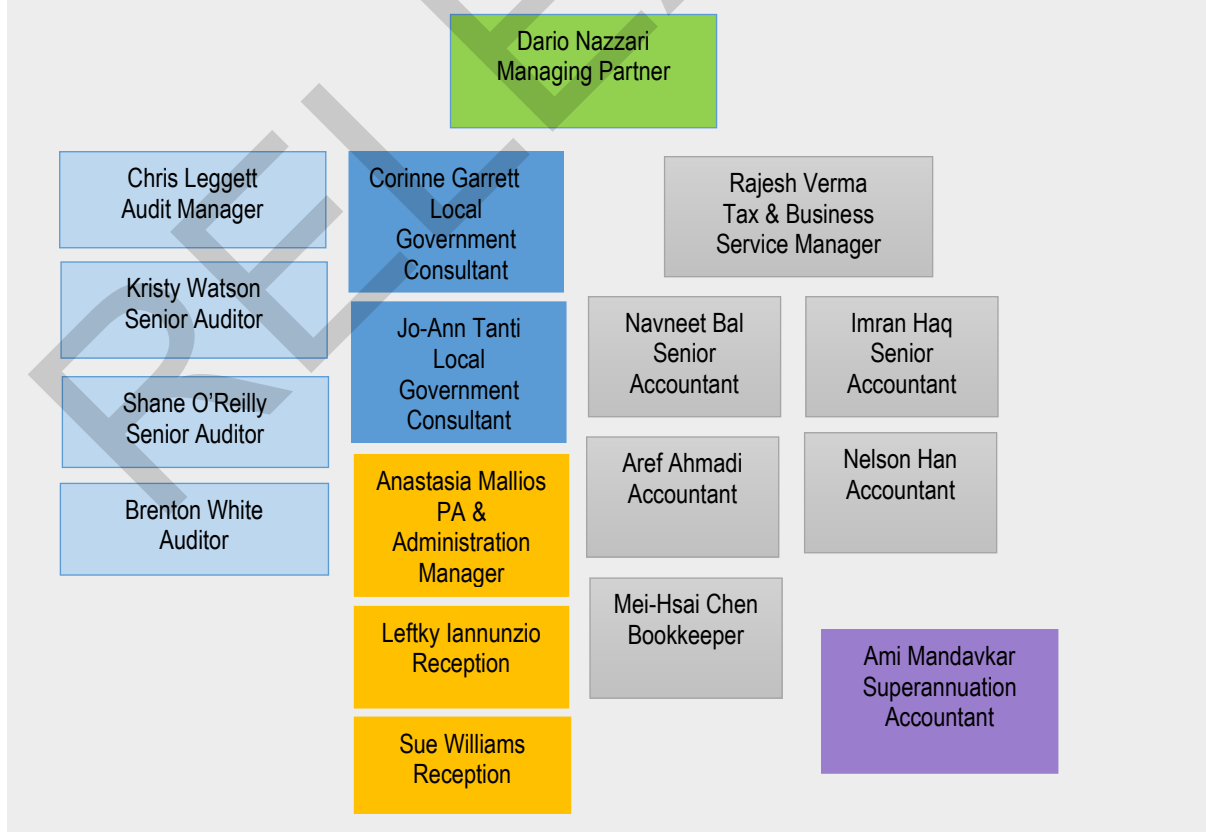 Dario Nazzari
Managing Partner
Chris Leggett
Audit Manager
Kristy Watson
Senior Auditor
Shane O'Reilly
Senior Auditor
Brenton White
Auditor
Corinne Garrett
Local
Government
Consultant
Jo-Ann Tanti
Local
Government
Consultant
Anastasia Mallios
PA &
Administration
Manager
Leftky Iannunzio
Reception
Sue Williams
Reception
Rajesh Verma
Tax & Business
Service Manager
Navneet Bal
Senior
Accountant
Imran Haq
Senior
Accountant
Aref Ahmadi
Accountant
Nelson Han
Accountant
Mei-Hsai Chen
Bookkeeper
Ami Mandavkar
Superannuation
Accountant